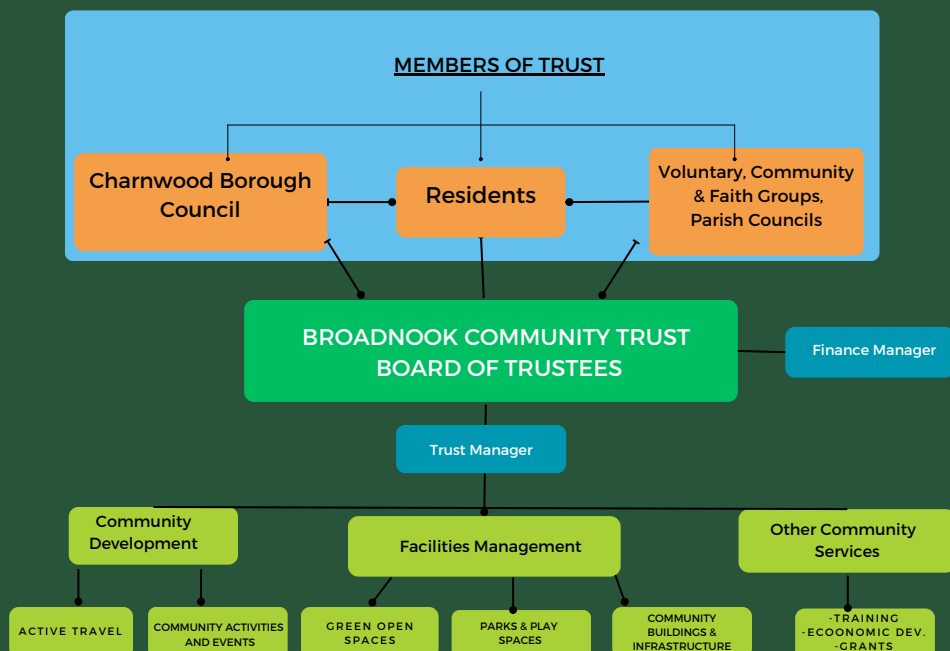 MEMBERS OF TRUST
Charnwood Borough
Council
Residents
Voluntary, Community
& Faith Groups,
Parish Councils
BROADNOOK COMMUNITY TRUST
BOARD OF TRUSTEES
Finance Manager
Trust Manager
Community
Development
Facilities Management
Other Community
Services
ACTIVE TRAVEL
COMMUNITY ACTIVITIES
AND EVENTS
GREEN OPEN
SPACES
PARKS & PLAY
SPACES
COMMUNITY
BUILDINGS &
INFRASTRUCTURE
-TRAINING
-ECOONOMIC DEV.
-GRANTS